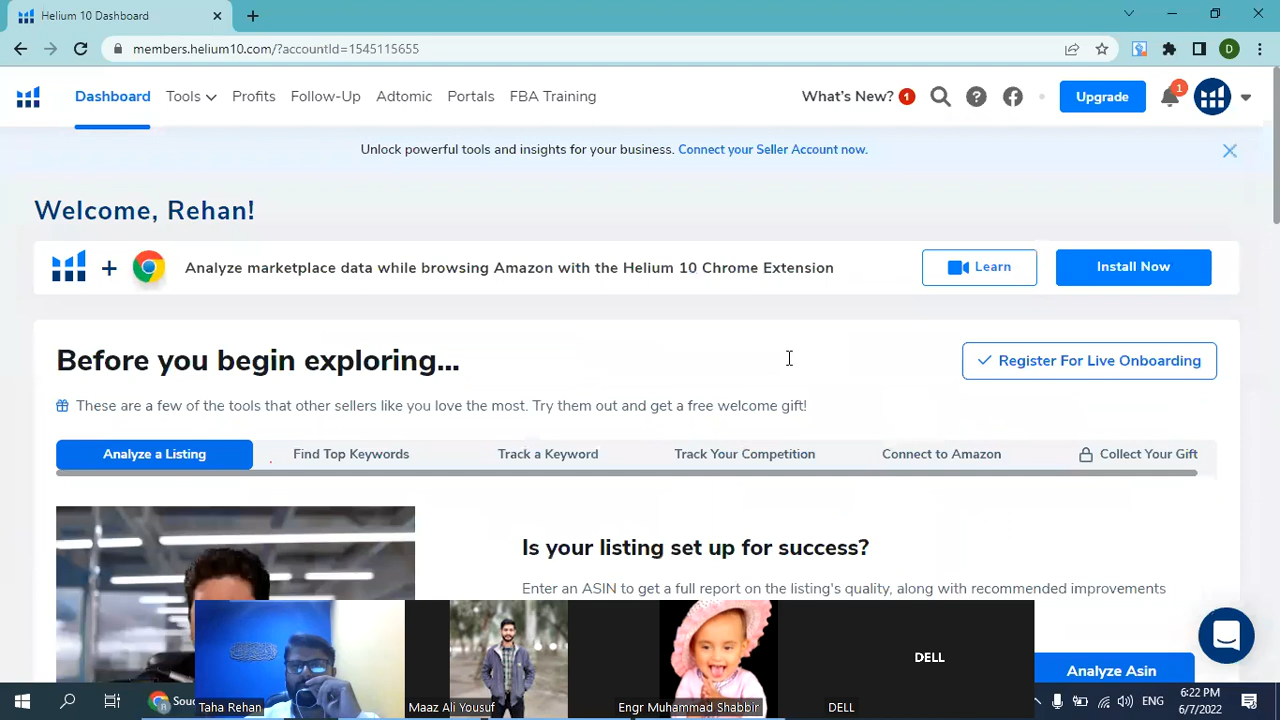 Helium 10 Dashboard
members.helium10.com/?accountId=1545115655
D
Dashboard Tools Profits Follow-Up Adtomic Portals FBA Training What's New? 1 Upgrade 1
Unlock powerful tools and insights for your business. Connect your Seller Account now.
Welcome, Rehan!
+ Analyze marketplace data while browsing Amazon with the Helium 10 Chrome Extension Learn Install Now
Before you begin exploring... Register For Live Onboarding
These are a few of the tools that other sellers like you love the most. Try them out and get a free welcome gift!
Analyze a Listing Find Top Keywords Track a Keyword Track Your Competition Connect to Amazon Collect Your Gift
Is your listing set up for success?
Enter an ASIN to get a full report on the listing's quality, along with recommended improvements
DELL
Analyze Asin
Sou Taha Rehan Maaz Ali Yousuf Engr Muhammad Shabbir DELL ENG 6:22 PM
6/7/2022